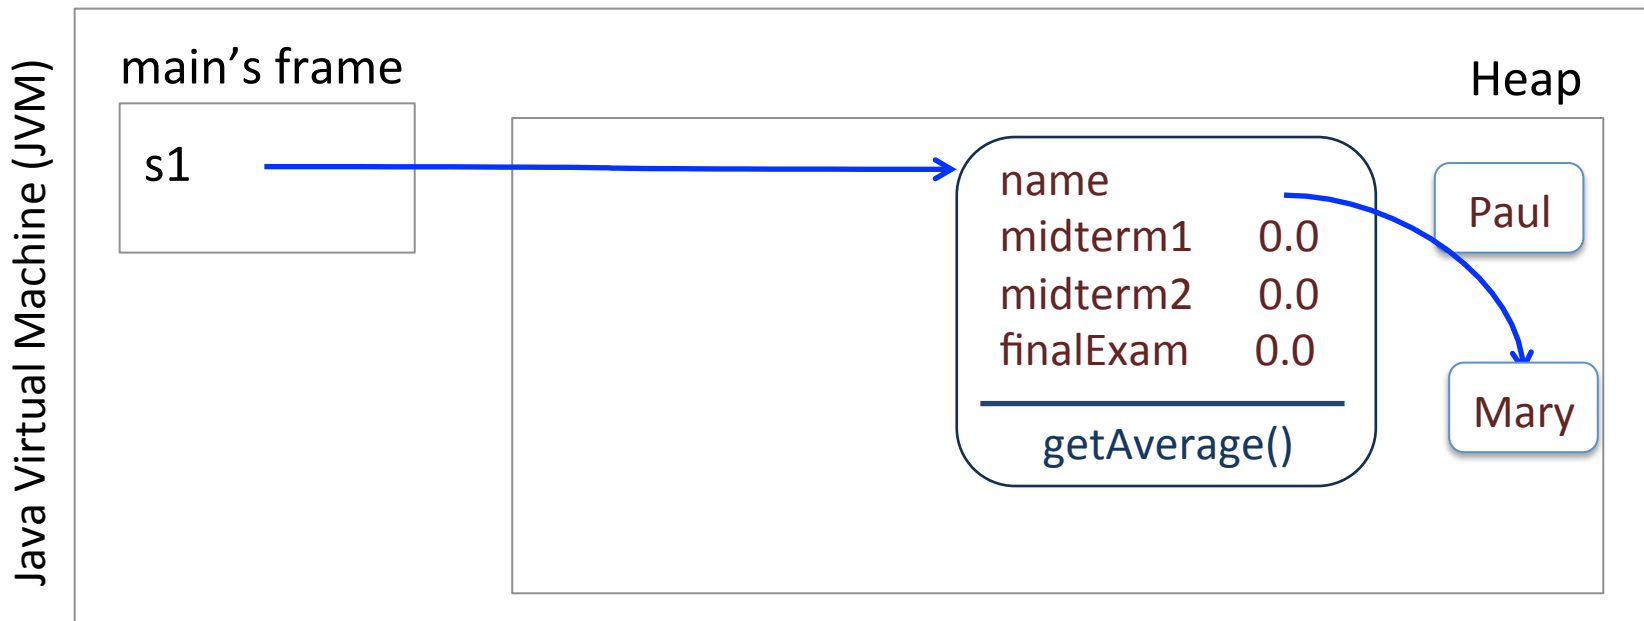 Java Virtual Machine (JVM)
main’s frame
s1
Heap
name
midterm1 0.0
midterm2 0.0
finalExam 0.0
getAverage()
Paul
Mary